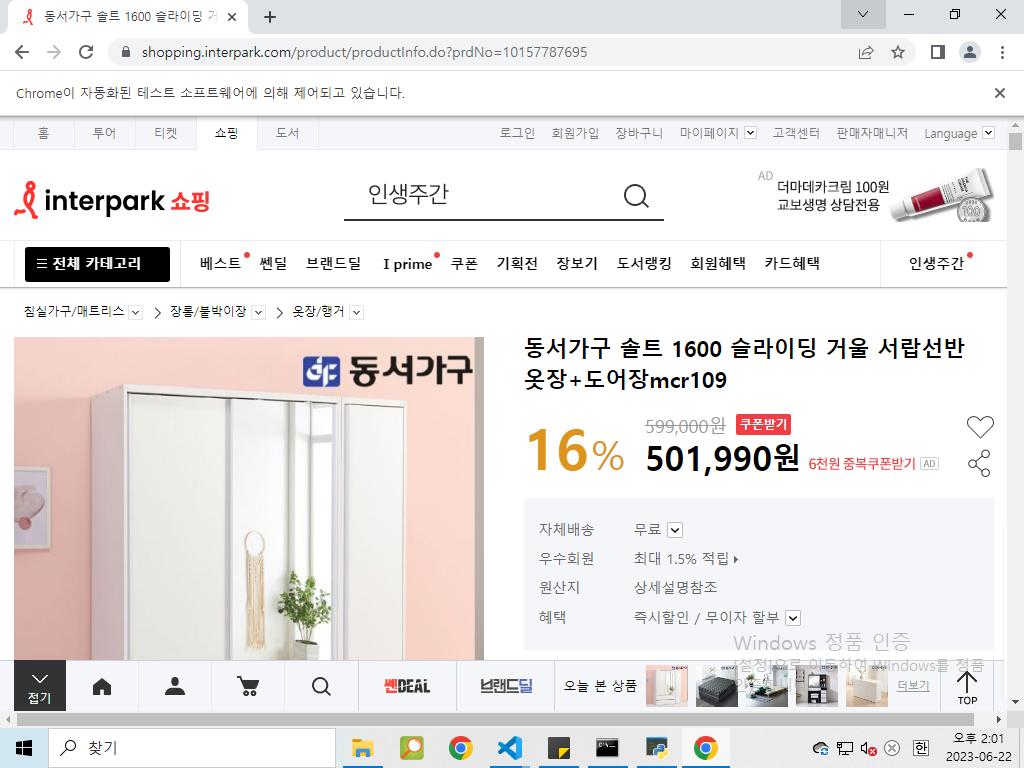 동서가구 솔트 1600 슬라이딩 거
shopping.interpark.com/product/productInfo.do?prdNo=10157787695
Chrome이 자동화된 테스트 소프트웨어에 의해 제어되고 있습니다.
홈 투어 티켓 쇼핑 도서 로그인 회원가입 장바구니 마이페이지 고객센터 판매자매니저 Language
interpark 쇼핑
인생주간
AD
더마데카크림 100원
교보생명 상담전용
100
전체 카테고리 베스트 쎈딜 브랜드딜 I prime 쿠폰 기획전 장보기 도서랭킹 회원혜택 카드혜택 인생주간
침실가구/매트리스 > 장롱/붙박이장 > 옷장/행거
동서가구
동서가구 솔트 1600 슬라이딩 거울 서랍선반
옷장+도어장mcr109
16%
599,000원 쿠폰받기
501,990원 6천원 중복쿠폰받기 AD
자체배송 무료
우수회원 최대 1.5% 적립
원산지 상세설명참조
혜택 즉시할인 / 무이자 할부
Windows 정품 인증
[설정]으로 이동하여 Windows를 정품
접기
쎈DEAL
브랜드딜
오늘 본 상품
더보기
TOP
찾기
한
오후 2:01
2023-06-22